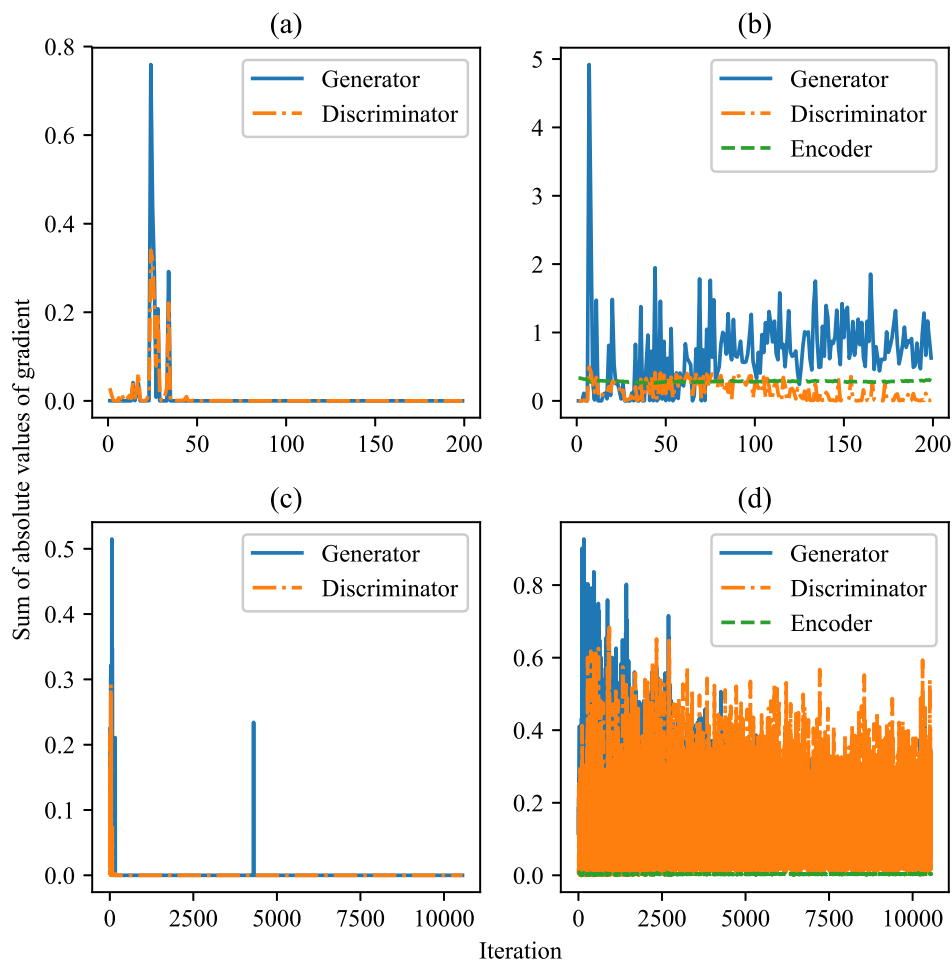 (a)
(b)
0.8
0.6
0.4
0.2
0.0
Generator
Discriminator
0
50
100
150
200
5
4
3
2
1
0
Generator
Discriminator
Encoder
0
50
100
150
200
Sum of absolute values of gradient
(c)
(d)
0.5
0.4
0.3
0.2
0.1
0.0
Generator
Discriminator
0
2500
5000
7500
10000
0.8
0.6
0.4
0.2
0.0
Generator
Discriminator
Encoder
0
2500
5000
7500
10000
Iteration